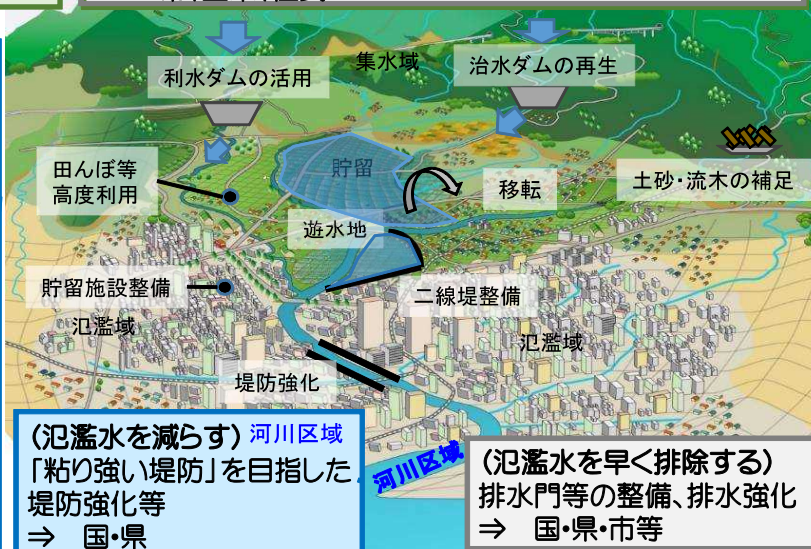 利水ダムの活用
集水域
治水ダムの再生
田んぼ等
高度利用
貯留
移転
土砂・流木の補足
遊水地
貯留施設整備
二線堤整備
氾濫域
氾濫域
堤防強化
(氾濫水を減らす) 河川区域
「粘り強い堤防」を目指した
堤防強化等
⇒ 国・県
河川区域
(氾濫水を早く排除する)
排水門等の整備、排水強化
⇒ 国・県・市等